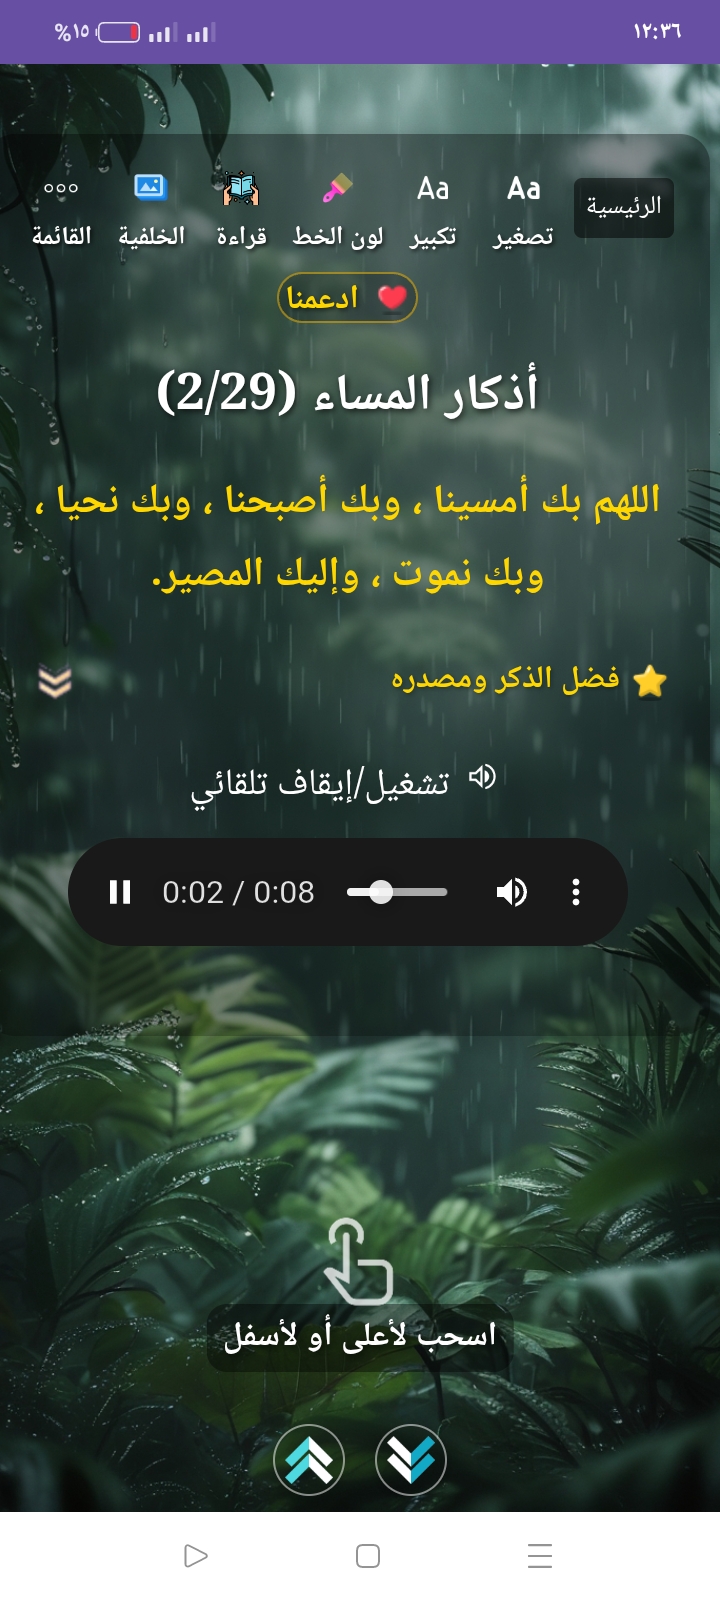 ١٢:٣٦
%١٥
الرئيسية
Aa
تصغير
Aa
تكبير
لون الخط
قراءة
الخلفية
القائمة
ادعمنا
أذكار المساء (2/29)
اللهم بك أمسينا ، وبك أصبحنا ، وبك نحيا ،
وبك نموت ، وإليك المصير.
فضل الذكر ومصدره
تشغيل/إيقاف تلقائي
0:02 / 0:08
اسحب لأعلى أو لأسفل